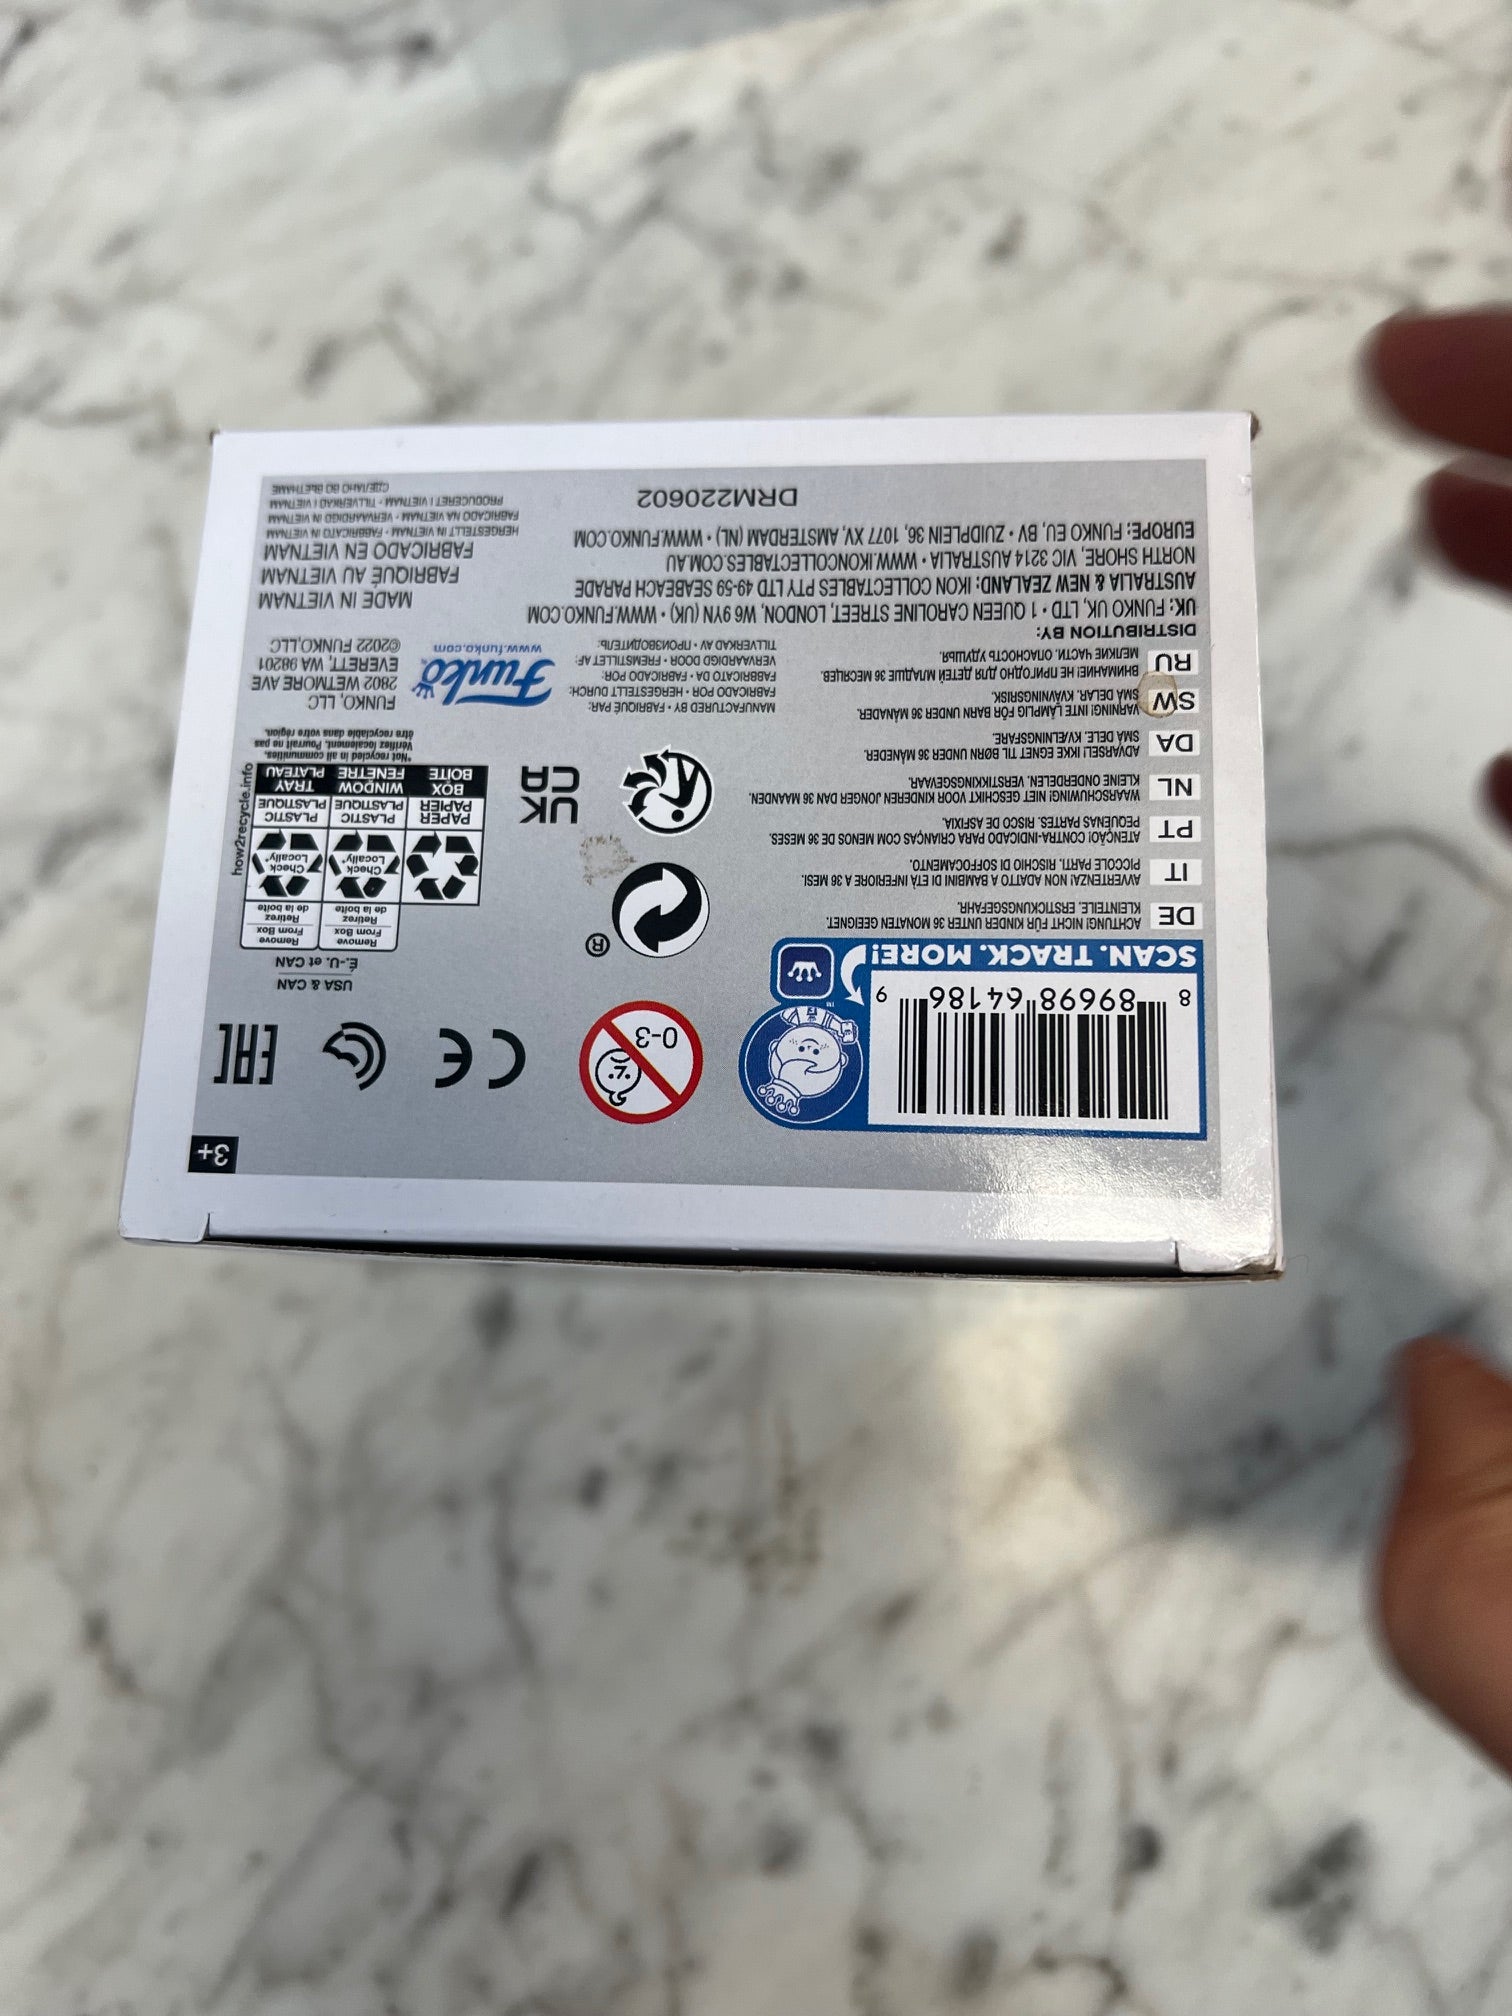 3+
8 89698 64186 9
SCAN. TRACK. MORE!
TM
0-3
CE
EAC
DE
ACHTUNG! NICHT FÜR KINDER UNTER 36 MONATEN GEEIGNET.
KLEINTEILE. ERSTICKUNGSGEFAHR.
IT
AVVERTENZA! NON ADATTO A BAMBINI DI ETÀ INFERIORE A 36 MESI.
PICCOLE PARTI. RISCHIO DI SOFFOCAMENTO.
PT
ATENÇÃO! CONTRA-INDICADO PARA CRIANÇAS COM MENOS DE 36 MESES.
PEQUENAS PARTES. RISCO DE ASFIXIA.
NL
WAARSCHUWING! NIET GESCHIKT VOOR KINDEREN JONGER DAN 36 MAANDEN.
KLEINE ONDERDELEN. VERSTIKKINGSGEVAAR.
DA
ADVARSEL! IKKE EGNET TIL BØRN UNDER 36 MÅNEDER.
SMÅ DELE. KVÆLNINGSFARE.
SW
VARNING! INTE LÄMPLIG FÖR BARN UNDER 36 MÅNADER.
SMÅ DELAR. KVÄVNINGSRISK.
RU
ВНИМАНИЕ! НЕ ПРИГОДНО ДЛЯ ДЕТЕЙ МЛАДШЕ 36 МЕСЯЦЕВ.
МЕЛКИЕ ЧАСТИ. ОПАСНОСТЬ УДУШЬЯ.
®
UK
CA
USA & CAN
É.-U. et CAN
Remove
From Box
Retirez
de la boîte
Remove
From Box
Retirez
de la boîte
Check
Locally*
Check
Locally*
PAPER
PAPIER
PLASTIC
PLASTIQUE
PLASTIC
PLASTIQUE
BOX
BOÎTE
WINDOW
FENÊTRE
TRAY
PLATEAU
how2recycle.info
*Not recycled in all communities.
Vérifiez localement. Pourrait ne pas
être recyclable dans votre région.
MANUFACTURED BY • FABRIQUÉ PAR:
FABRICADO POR • HERGESTELLT DURCH:
FABBRICATO DA • FABRICADO POR:
VERVAARDIGD DOOR • FREMSTILLET AF:
TILLVERKAD AV • ПРОИЗВОДИТЕЛЬ:
Funko
www.funko.com
FUNKO, LLC
2802 WETMORE AVE
EVERETT, WA 98201
©2022 FUNKO,LLC
DISTRIBUTION BY:
UK: FUNKO UK, LTD • 1 QUEEN CAROLINE STREET, LONDON, W6 9YN (UK) • WWW.FUNKO.COM
AUSTRALIA & NEW ZEALAND: IKON COLLECTABLES PTY LTD 49-59 SEABEACH PARADE
NORTH SHORE, VIC 3214 AUSTRALIA • WWW.IKONCOLLECTABLES.COM.AU
EUROPE: FUNKO EU, BV • ZUIDPLEIN 36, 1077 XV, AMSTERDAM (NL) • WWW.FUNKO.COM
MADE IN VIETNAM
FABRIQUÉ AU VIETNAM
FABRICADO EN VIETNAM
HERGESTELLT IN VIETNAM • FABBRICATO IN VIETNAM
FABRICADO NA VIETNAM • VERVAARDIGD IN VIETNAM
PRODUCERET I VIETNAM • TILLVERKAD I VIETNAM
СДЕЛАНО ВО ВЬЕТНАМЕ
DRM220602